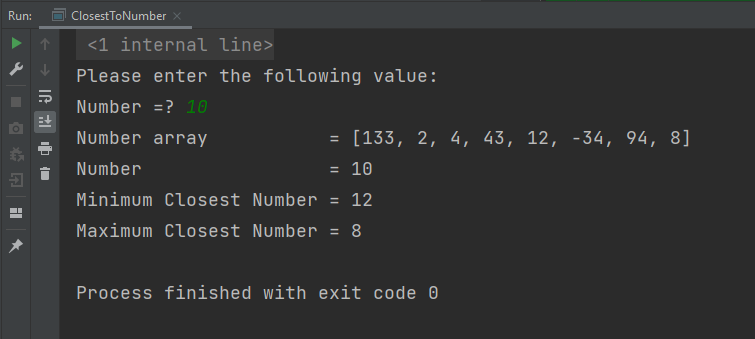 Run: ClosestToNumber ×
<1 internal line>
Please enter the following value:
Number =? 10
Number array           = [133, 2, 4, 43, 12, -34, 94, 8]
Number                 = 10
Minimum Closest Number = 12
Maximum Closest Number = 8
Process finished with exit code 0